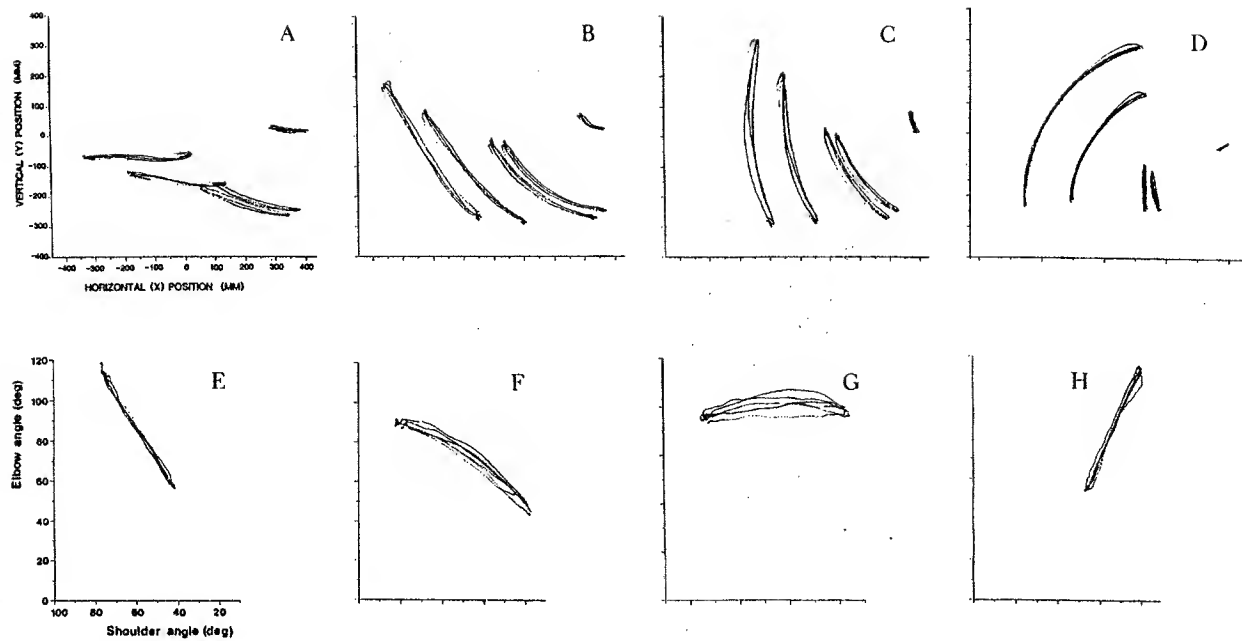 A
B
C
D
400
300
200
100
0
-100
-200
-300
-400
VERTICAL (Y) POSITION (MM)
-400 -300 -200 -100 0 100 200 300 400
HORIZONTAL (X) POSITION (MM)
E
F
G
H
120
100
80
60
40
20
0
Elbow angle (deg)
100 80 60 40 20
Shoulder angle (deg)